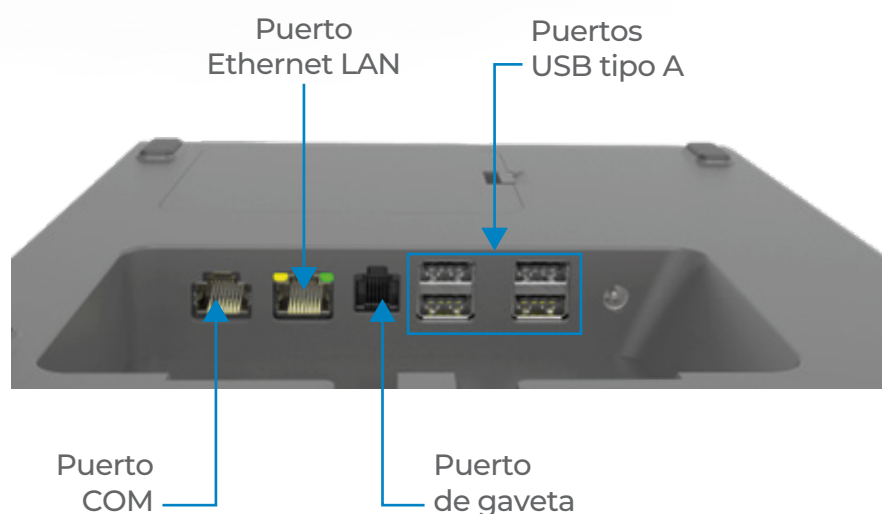 Puerto
Ethernet LAN
Puertos
USB tipo A
Puerto
COM
Puerto
de gaveta